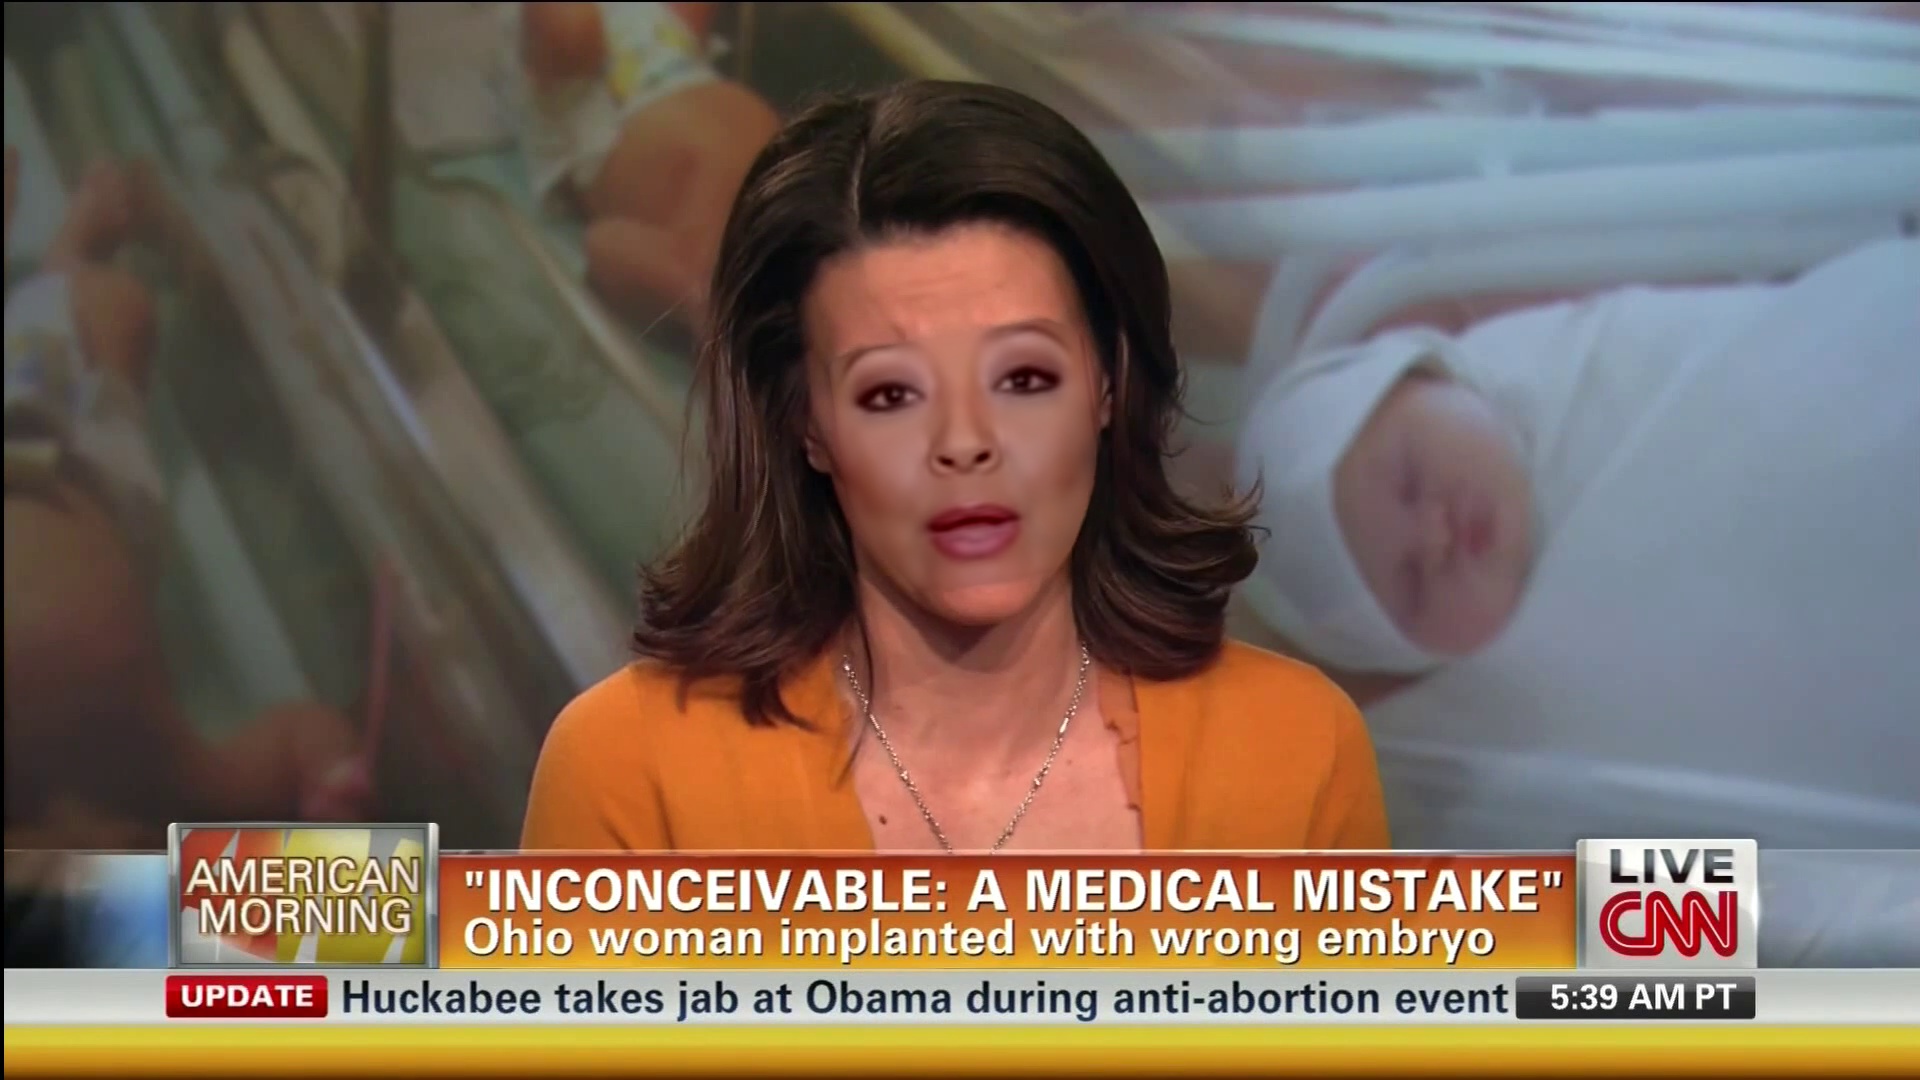 AMERICAN
MORNING
"INCONCEIVABLE: A MEDICAL MISTAKE"
Ohio woman implanted with wrong embryo
LIVE
CNN
UPDATE Huckabee takes jab at Obama during anti-abortion event 5:39 AM PT